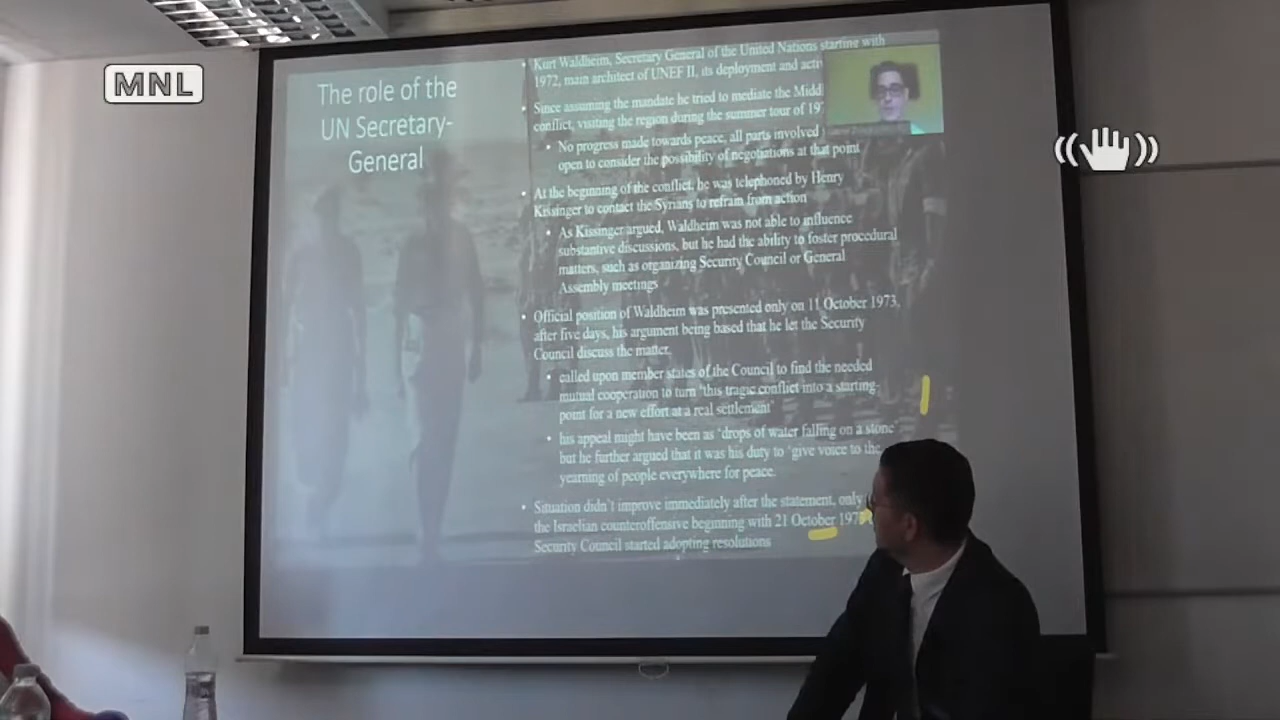 MNL
The role of the
UN Secretary-
General
• Kurt Waldheim, Secretary General of the United Nations starting with
1972, main architect of UNEF II, its deployment and
• Since assuming the mandate he tried to mediate the
conflict, visiting the region during the summer tour of
• No progress made towards peace, all parts involved
open to consider the possibility of negotiations at that point
• At the beginning of the conflict, he was telephoned by Henry
Kissinger to contact the Syrians to refrain from action
• As Kissinger argued, Waldheim was not able to influence
substantive discussions, but he had the ability to foster procedural
matters, such as organizing Security Council or General
Assembly meetings
• Official position of Waldheim was presented only on 11 October 1973,
after five days, his argument being based that he let the Security
Council discuss the matter.
• called upon member states of the Council to find the needed
mutual cooperation to turn 'this tragic conflict into a starting-
point for a new effort at a real settlement'
• his appeal might have been as 'drops of water falling on a stone'
but he further argued that it was his duty to 'give voice to the
yearning of people everywhere for peace.
• Situation didn't improve immediately after the statement, only
the Israelian counteroffensive beginning with 21 October
Security Council started adopting resolutions